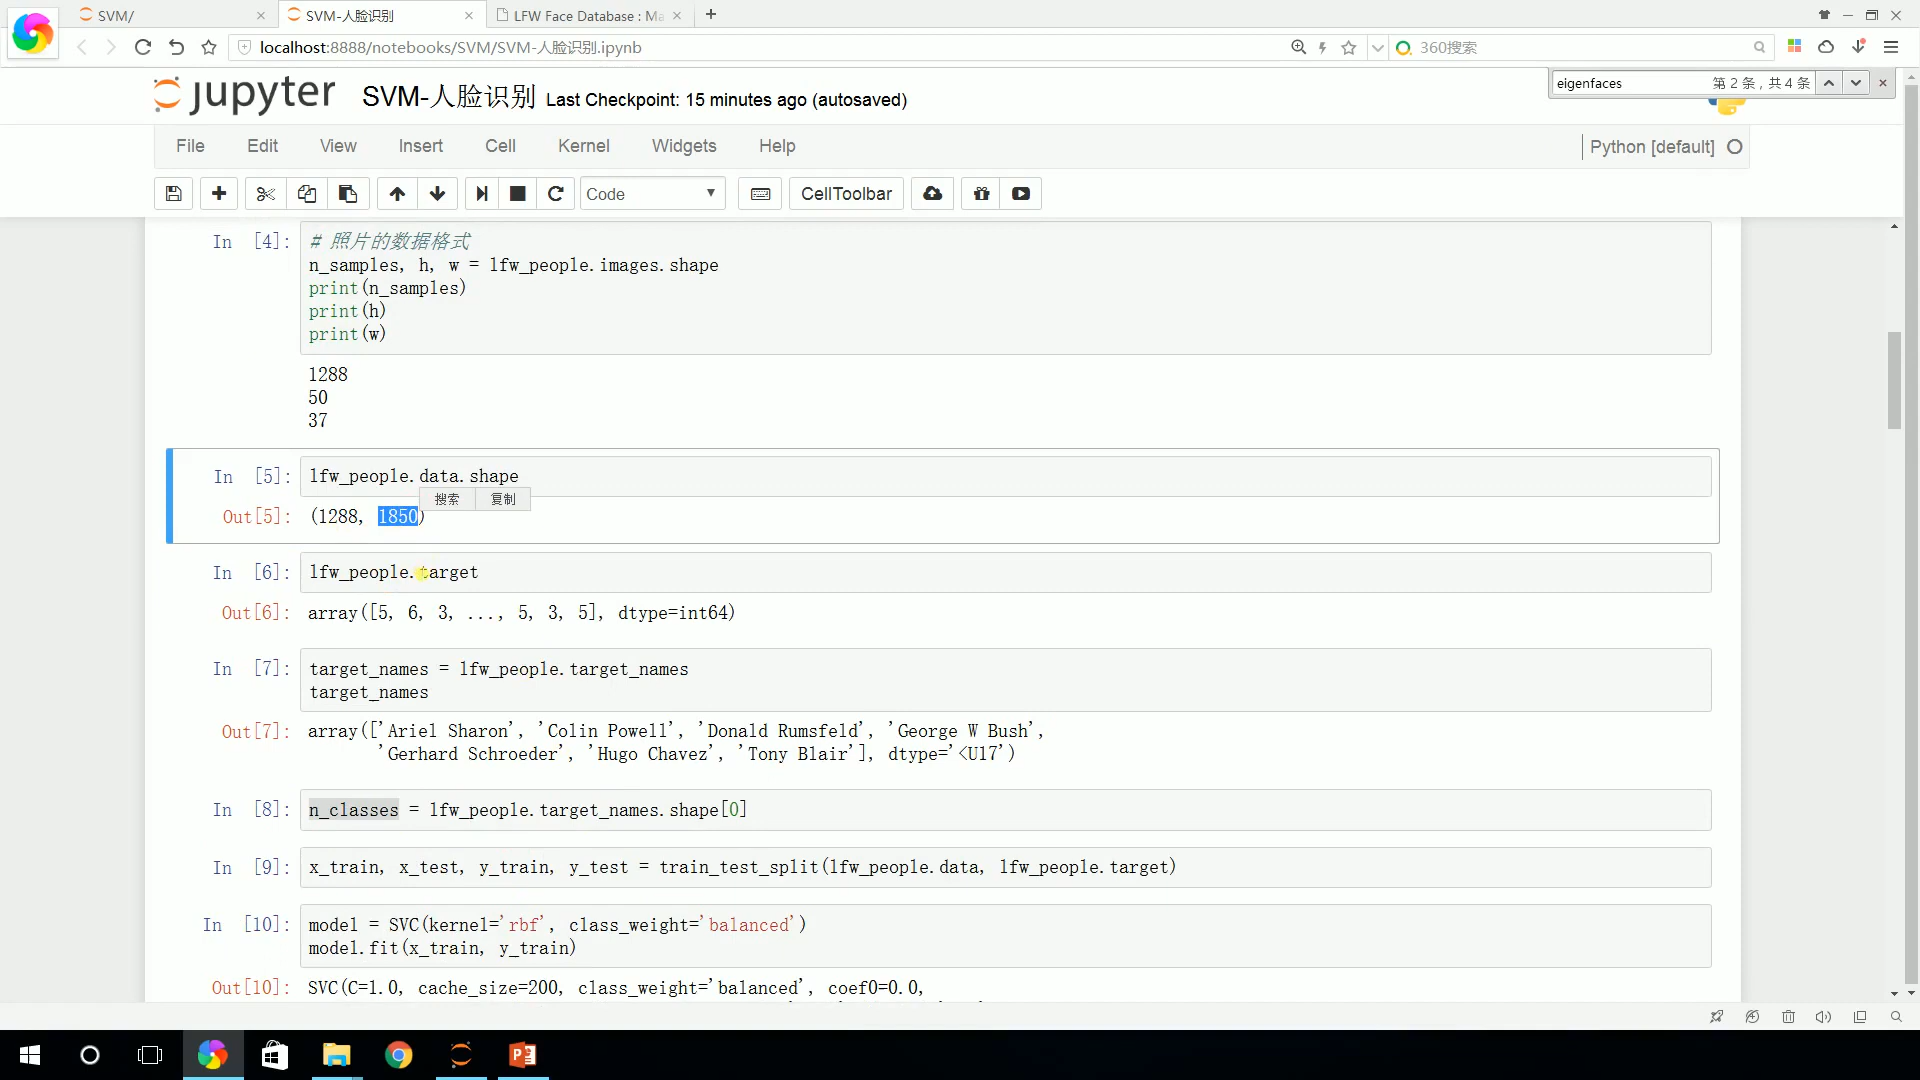 SVM/
SVM-人脸识别
LFW Face Database : Ma
localhost:8888/notebooks/SVM/SVM-人脸识别.ipynb
360搜索
eigenfaces
第 2 条，共 4 条
jupyter SVM-人脸识别 Last Checkpoint: 15 minutes ago (autosaved)
File Edit View Insert Cell Kernel Widgets Help
Python [default]
Code
CellToolbar
In [4]:
# 照片的数据格式
n_samples, h, w = lfw_people.images.shape
print(n_samples)
print(h)
print(w)
1288
50
37
In [5]: lfw_people.data.shape
搜索 复制
Out[5]: (1288, 1850)
In [6]: lfw_people.target
Out[6]: array([5, 6, 3, ..., 5, 3, 5], dtype=int64)
In [7]: target_names = lfw_people.target_names
target_names
Out[7]: array(['Ariel Sharon', 'Colin Powell', 'Donald Rumsfeld', 'George W Bush',
'Gerhard Schroeder', 'Hugo Chavez', 'Tony Blair'], dtype='<U17')
In [8]: n_classes = lfw_people.target_names.shape[0]
In [9]: x_train, x_test, y_train, y_test = train_test_split(lfw_people.data, lfw_people.target)
In [10]: model = SVC(kernel='rbf', class_weight='balanced')
model.fit(x_train, y_train)
Out[10]: SVC(C=1.0, cache_size=200, class_weight='balanced', coef0=0.0,